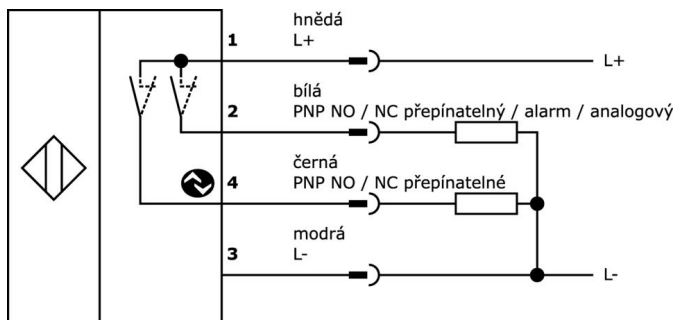 hnědá
1 L+
L+
bílá
2 PNP NO / NC přepínatelný / alarm / analogový
černá
4 PNP NO / NC přepínatelné
modrá
3 L-
L-